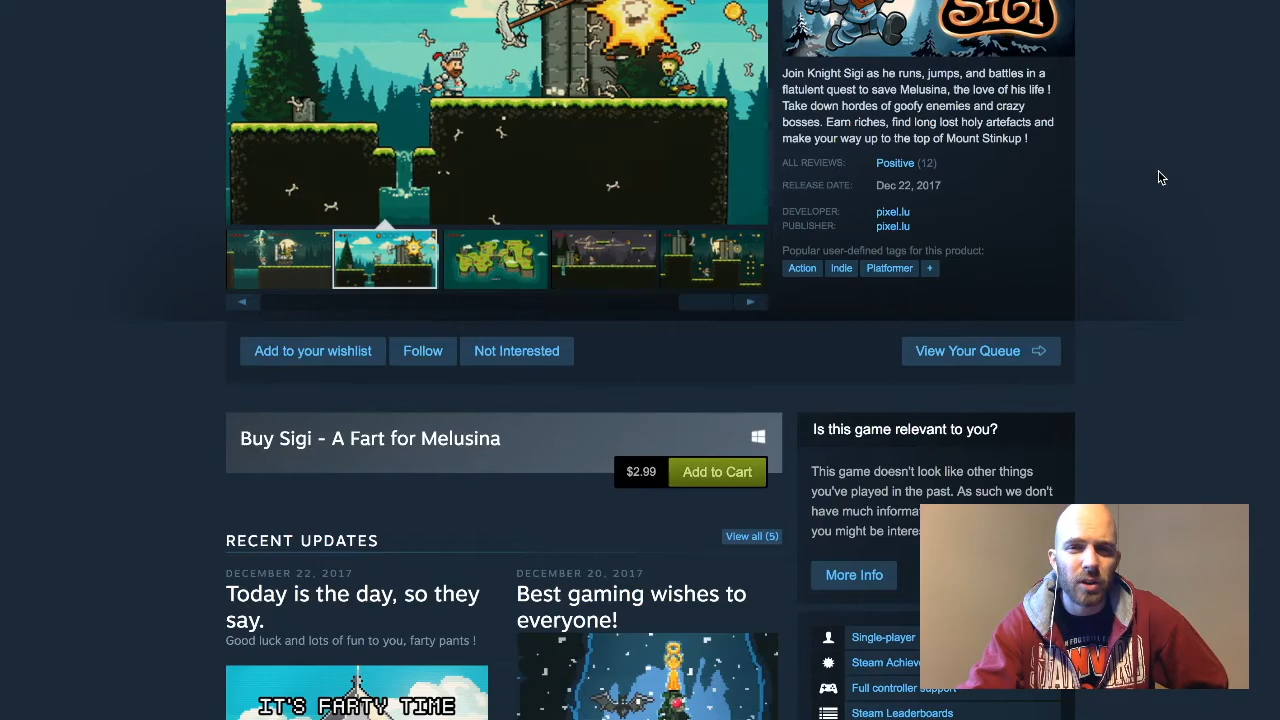 SIGI
Join Knight Sigi as he runs, jumps, and battles in a
flatulent quest to save Melusina, the love of his life !
Take down hordes of goofy enemies and crazy
bosses. Earn riches, find long lost holy artefacts and
make your way up to the top of Mount Stinkup !
ALL REVIEWS: Positive (12)
RELEASE DATE: Dec 22, 2017
DEVELOPER: pixel.lu
PUBLISHER: pixel.lu
Popular user-defined tags for this product:
Action Indie Platformer +
Add to your wishlist Follow Not Interested View Your Queue
Buy Sigi - A Fart for Melusina
$2.99 Add to Cart
Is this game relevant to you?
This game doesn't look like other things
you've played in the past. As such we don't
have much
you might be
More Info
RECENT UPDATES View all (5)
DECEMBER 22, 2017
Today is the day, so they
say.
Good luck and lots of fun to you, farty pants !
IT'S FARTY TIME
DECEMBER 20, 2017
Best gaming wishes to
everyone!
Single-player
Steam
Full controller support
Steam Leaderboards